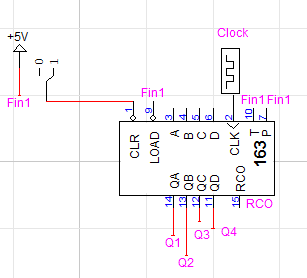 Clock
+5V
0
1
Fin1
Fin1
Fin1
Fin1
1
9
3
4
5
6
2
10
7
CLR
LOAD
A
B
C
D
CLK
T
P
163
QA
QB
QC
QD
RCO
14
13
12
11
15
RCO
Q1
Q3
Q4
Q2